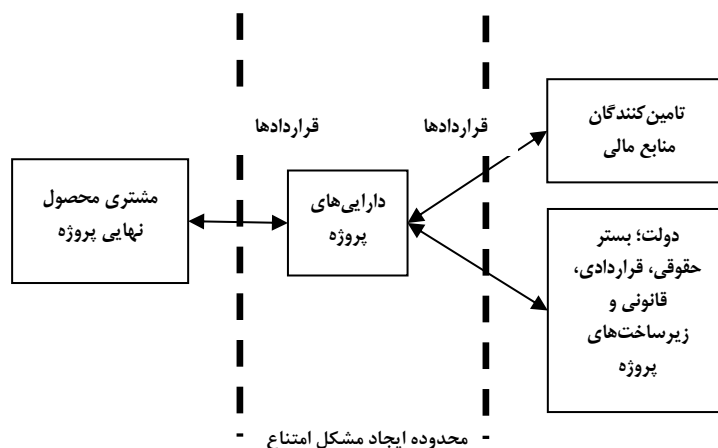 قراردادها
قراردادها
تامین‌کنندگان
منابع مالی
دارایی‌های
پروژه
مشتری محصول
نهایی پروژه
دولت؛ بستر
حقوقی، قراردادی،
قانونی و
زیرساخت‌های
پروژه
محدوده ایجاد مشکل امتناع